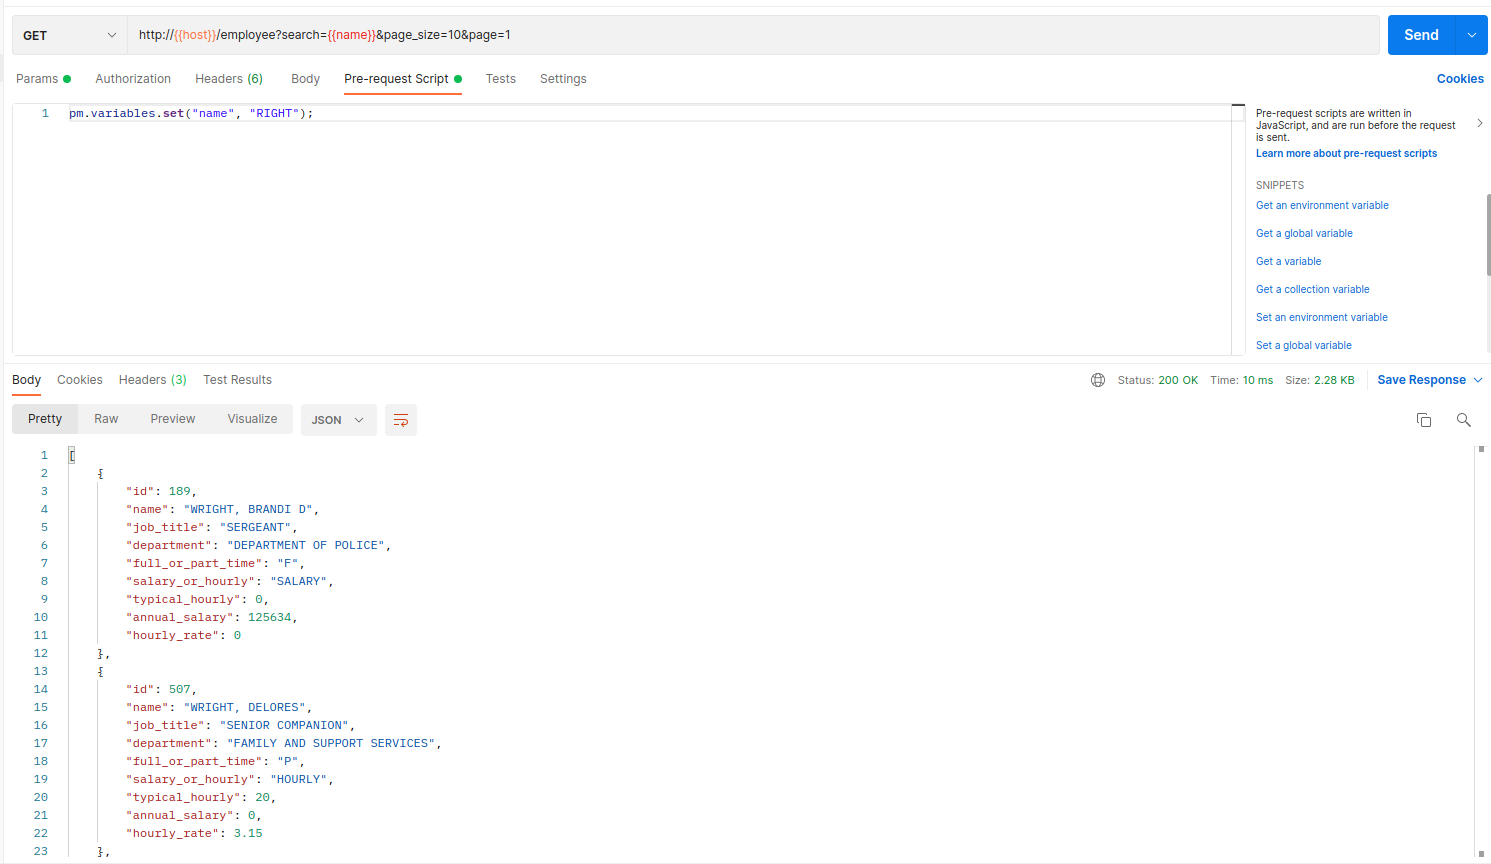 GET http://{{host}}/employee?search={{name}}&page_size=10&page=1 Send
Params Authorization Headers (6) Body Pre-request Script Tests Settings Cookies
1 pm.variables.set("name", "RIGHT");
Pre-request scripts are written in
JavaScript, and are run before the request
is sent.
Learn more about pre-request scripts
SNIPPETS
Get an environment variable
Get a global variable
Get a variable
Get a collection variable
Set an environment variable
Set a global variable
Body Cookies Headers (3) Test Results Status: 200 OK Time: 10 ms Size: 2.28 KB Save Response
Pretty Raw Preview Visualize JSON
1 [
2 {
3 "id": 189,
4 "name": "WRIGHT, BRANDI D",
5 "job_title": "SERGEANT",
6 "department": "DEPARTMENT OF POLICE",
7 "full_or_part_time": "F",
8 "salary_or_hourly": "SALARY",
9 "typical_hourly": 0,
10 "annual_salary": 125634,
11 "hourly_rate": 0
12 },
13 {
14 "id": 507,
15 "name": "WRIGHT, DELORES",
16 "job_title": "SENIOR COMPANION",
17 "department": "FAMILY AND SUPPORT SERVICES",
18 "full_or_part_time": "P",
19 "salary_or_hourly": "HOURLY",
20 "typical_hourly": 20,
21 "annual_salary": 0,
22 "hourly_rate": 3.15
23 },